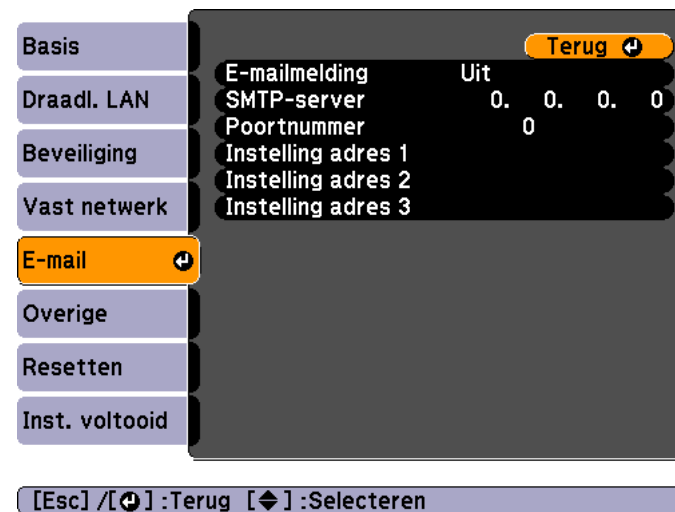 Basis
Draadl. LAN
Beveiliging
Vast netwerk
E-mail
Overige
Resetten
Inst. voltooid
Terug
E-mailmelding Uit
SMTP-server 0. 0. 0. 0
Poortnummer 0
Instelling adres 1
Instelling adres 2
Instelling adres 3
[Esc] /[ ] :Terug [ ] :Selecteren